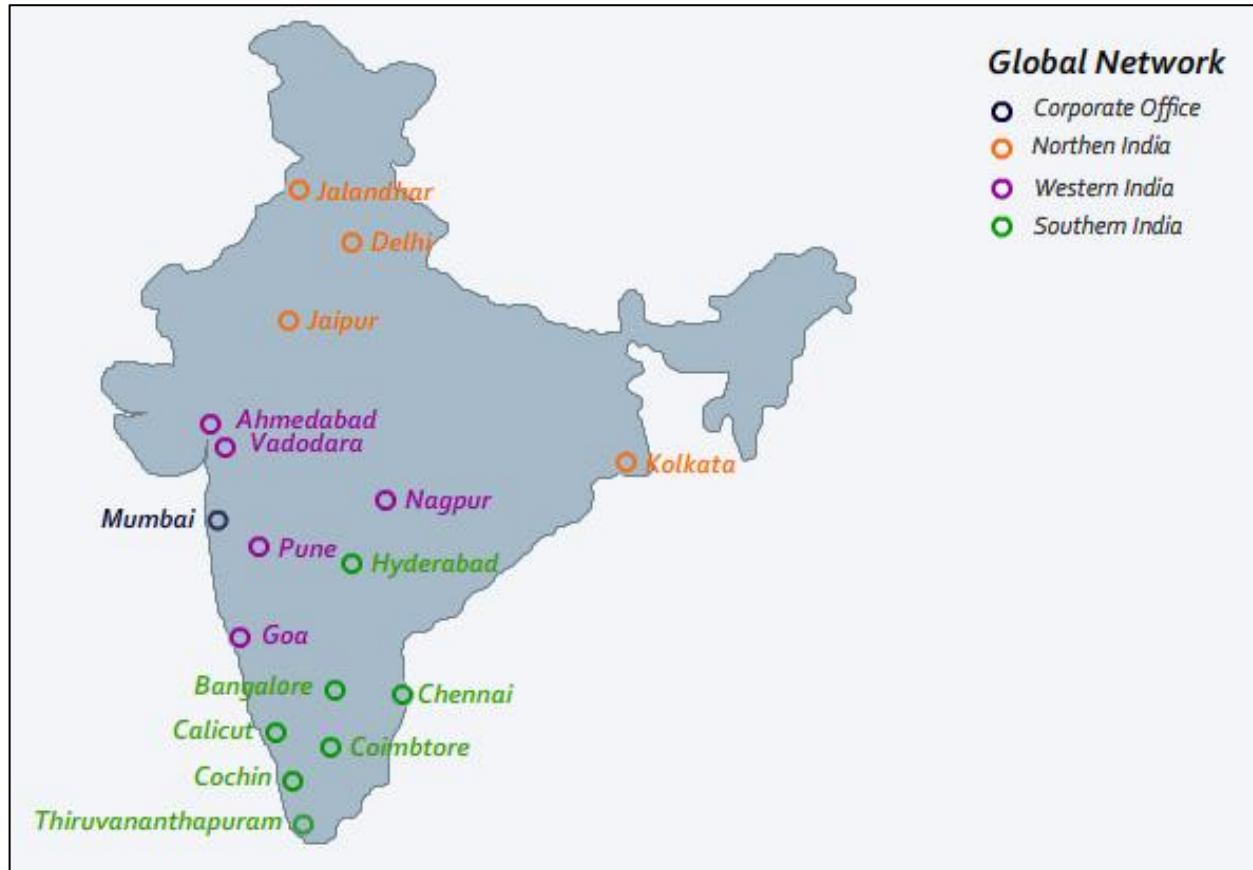 Global Network
Corporate Office
Northen India
Western India
Southern India
Jalandhar
Delhi
Jaipur
Ahmedabad
Vadodara
Kolkata
Nagpur
Mumbai
Pune
Hyderabad
Goa
Bangalore
Chennai
Calicut
Coimbtore
Cochin
Thiruvananthapuram